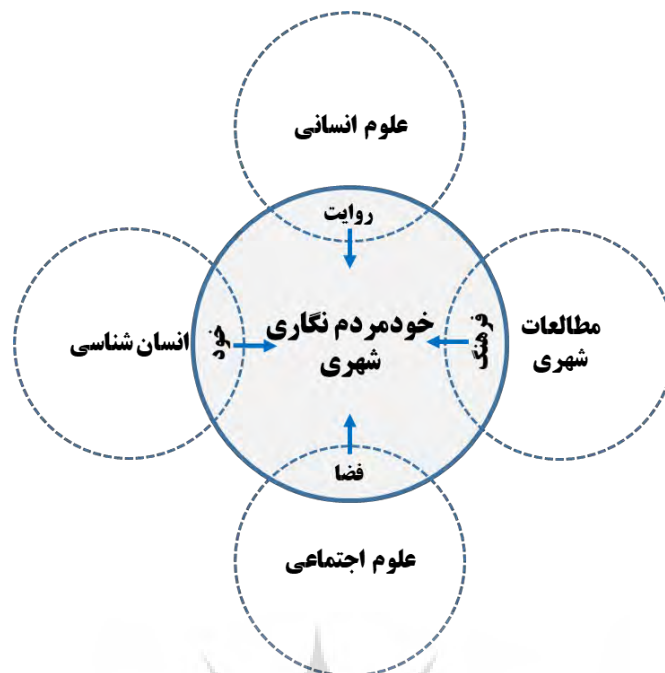 علوم انسانی
روایت
مطالعات
شهری
فرهنگ
خودمردم نگاری
شهری
خود
انسان شناسی
فضا
علوم اجتماعی